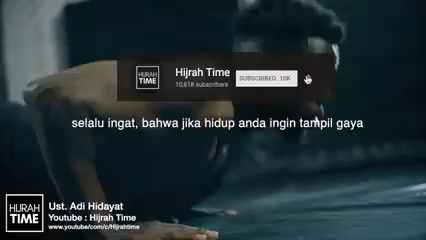 HIJRAH
TIME
Hijrah Time
10,618 subscribers
SUBSCRIBED 10K
selalu ingat, bahwa jika hidup anda ingin tampil gaya
HIJRAH
TIME
Ust. Adi Hidayat
Youtube : Hijrah Time
www.youtube.com/c/Hijrahtime